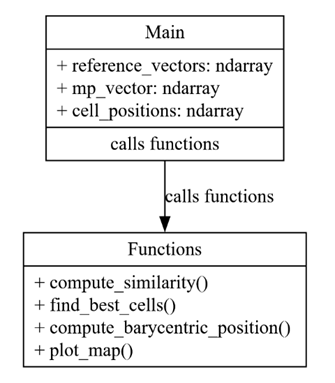 Main
+ reference_vectors: ndarray
+ mp_vector: ndarray
+ cell_positions: ndarray
calls functions
calls functions
Functions
+ compute_similarity()
+ find_best_cells()
+ compute_barycentric_position()
+ plot_map()